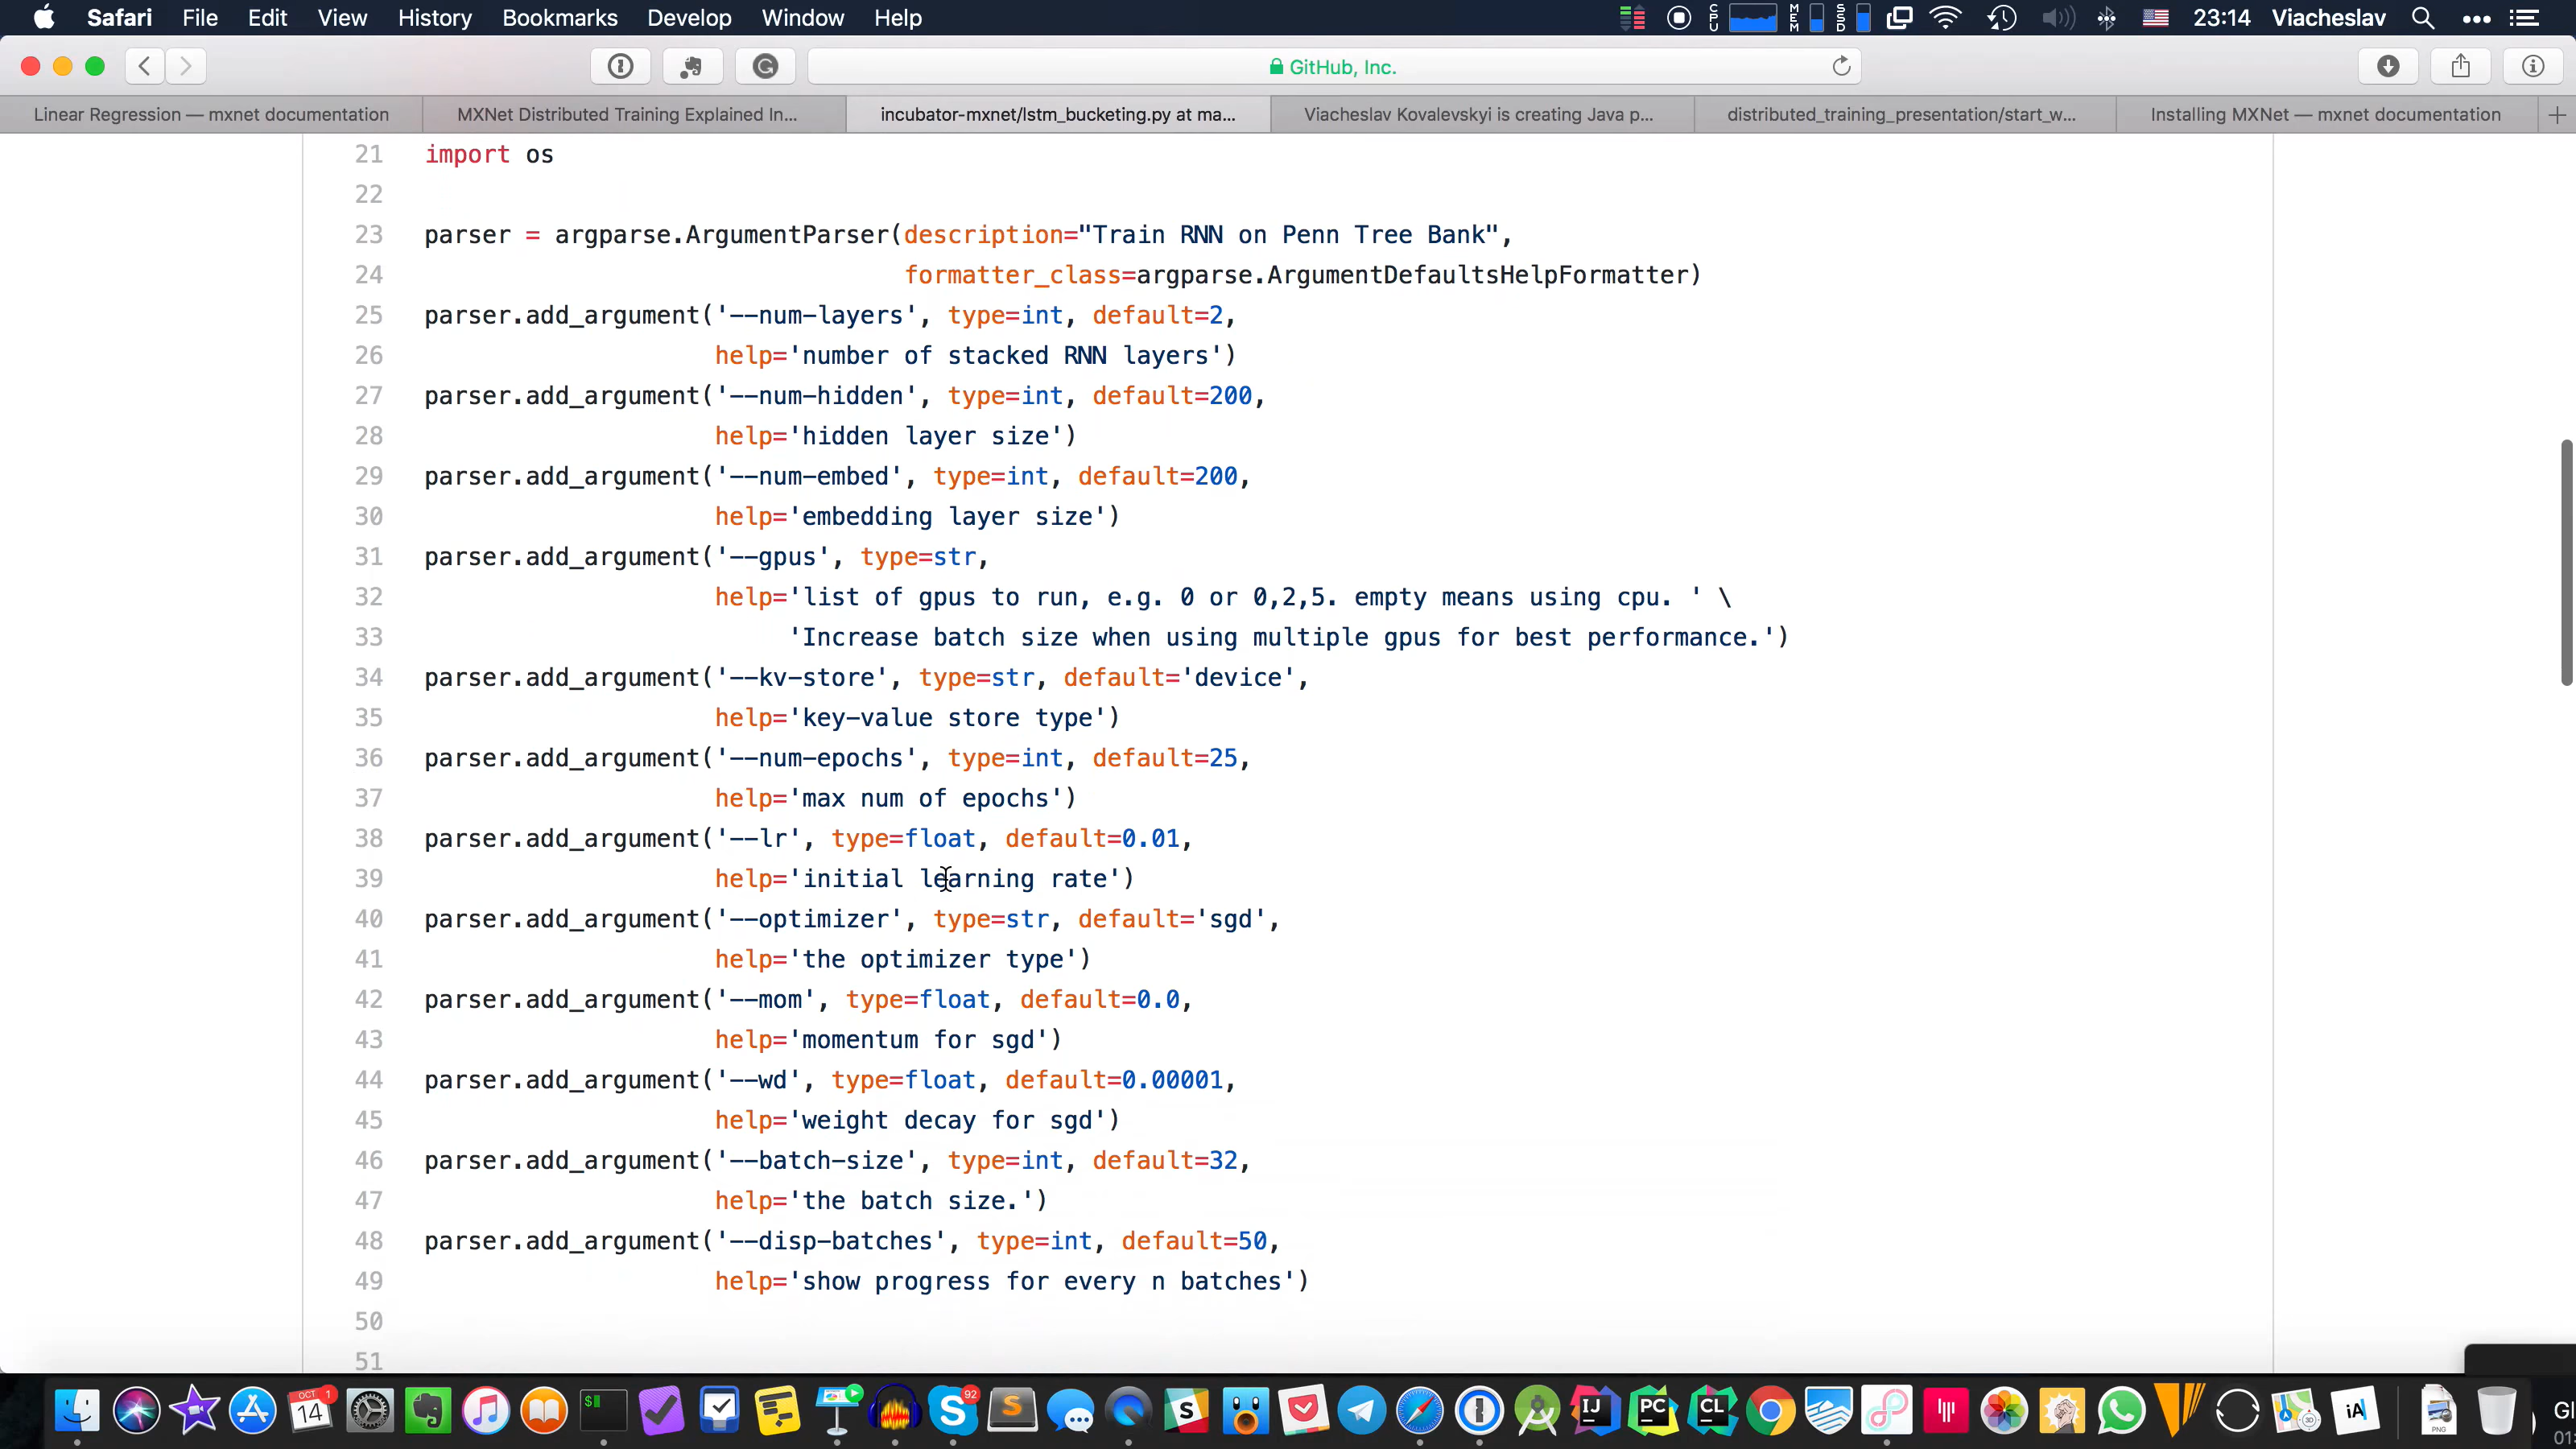 Safari File Edit View History Bookmarks Develop Window Help CPU MEM SSD 23:14 Viacheslav
GitHub, Inc.
Linear Regression — mxnet documentation MXNet Distributed Training Explained In... incubator-mxnet/lstm_bucketing.py at ma... Viacheslav Kovalevskyi is creating Java p... distributed_training_presentation/start_w... Installing MXNet — mxnet documentation
21 import os
22
23 parser = argparse.ArgumentParser(description="Train RNN on Penn Tree Bank",
24 formatter_class=argparse.ArgumentDefaultsHelpFormatter)
25 parser.add_argument('--num-layers', type=int, default=2,
26 help='number of stacked RNN layers')
27 parser.add_argument('--num-hidden', type=int, default=200,
28 help='hidden layer size')
29 parser.add_argument('--num-embed', type=int, default=200,
30 help='embedding layer size')
31 parser.add_argument('--gpus', type=str,
32 help='list of gpus to run, e.g. 0 or 0,2,5. empty means using cpu. ' \
33 'Increase batch size when using multiple gpus for best performance.')
34 parser.add_argument('--kv-store', type=str, default='device',
35 help='key-value store type')
36 parser.add_argument('--num-epochs', type=int, default=25,
37 help='max num of epochs')
38 parser.add_argument('--lr', type=float, default=0.01,
39 help='initial learning rate')
40 parser.add_argument('--optimizer', type=str, default='sgd',
41 help='the optimizer type')
42 parser.add_argument('--mom', type=float, default=0.0,
43 help='momentum for sgd')
44 parser.add_argument('--wd', type=float, default=0.00001,
45 help='weight decay for sgd')
46 parser.add_argument('--batch-size', type=int, default=32,
47 help='the batch size.')
48 parser.add_argument('--disp-batches', type=int, default=50,
49 help='show progress for every n batches')
50
51
OCT 14 1 $ 92 S IJ PC CL iA PNG